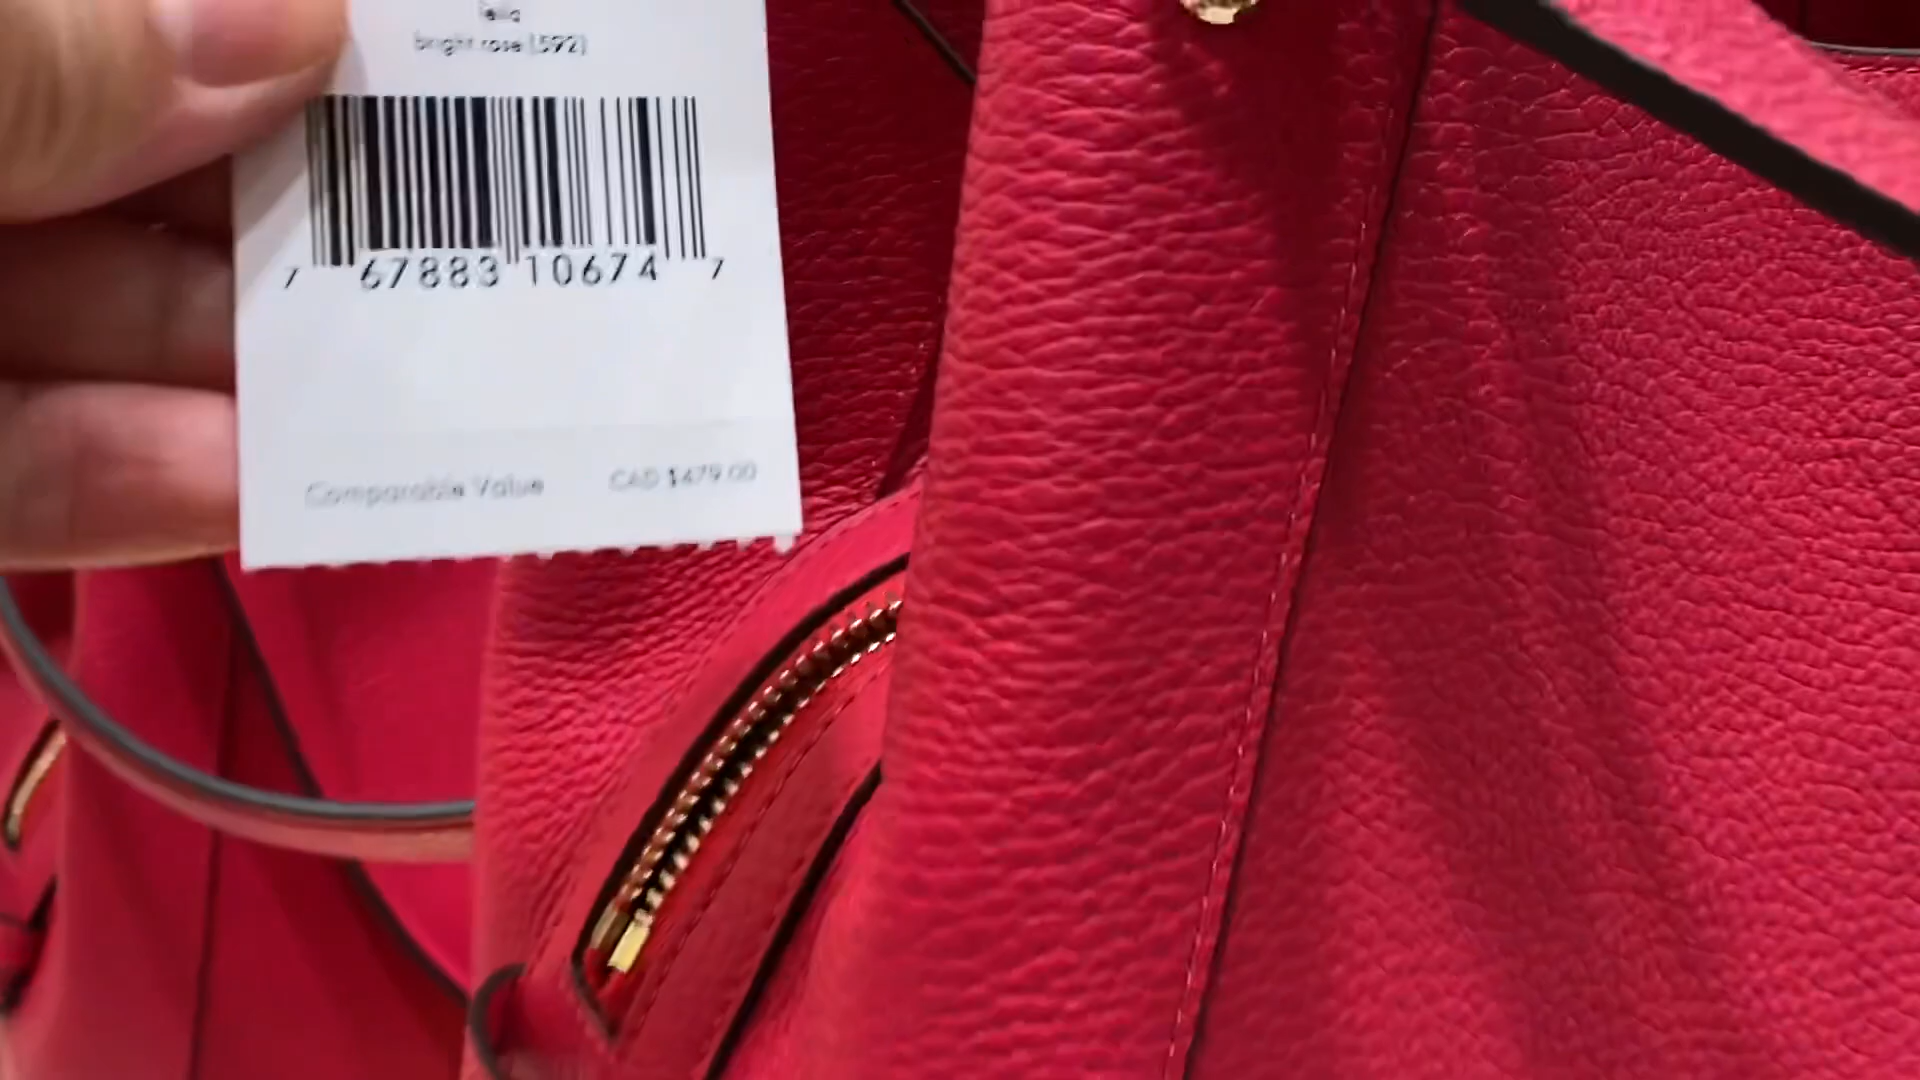 leila
bright rose (592)
7 67883 10674 7
Comparable Value CAD $479.00